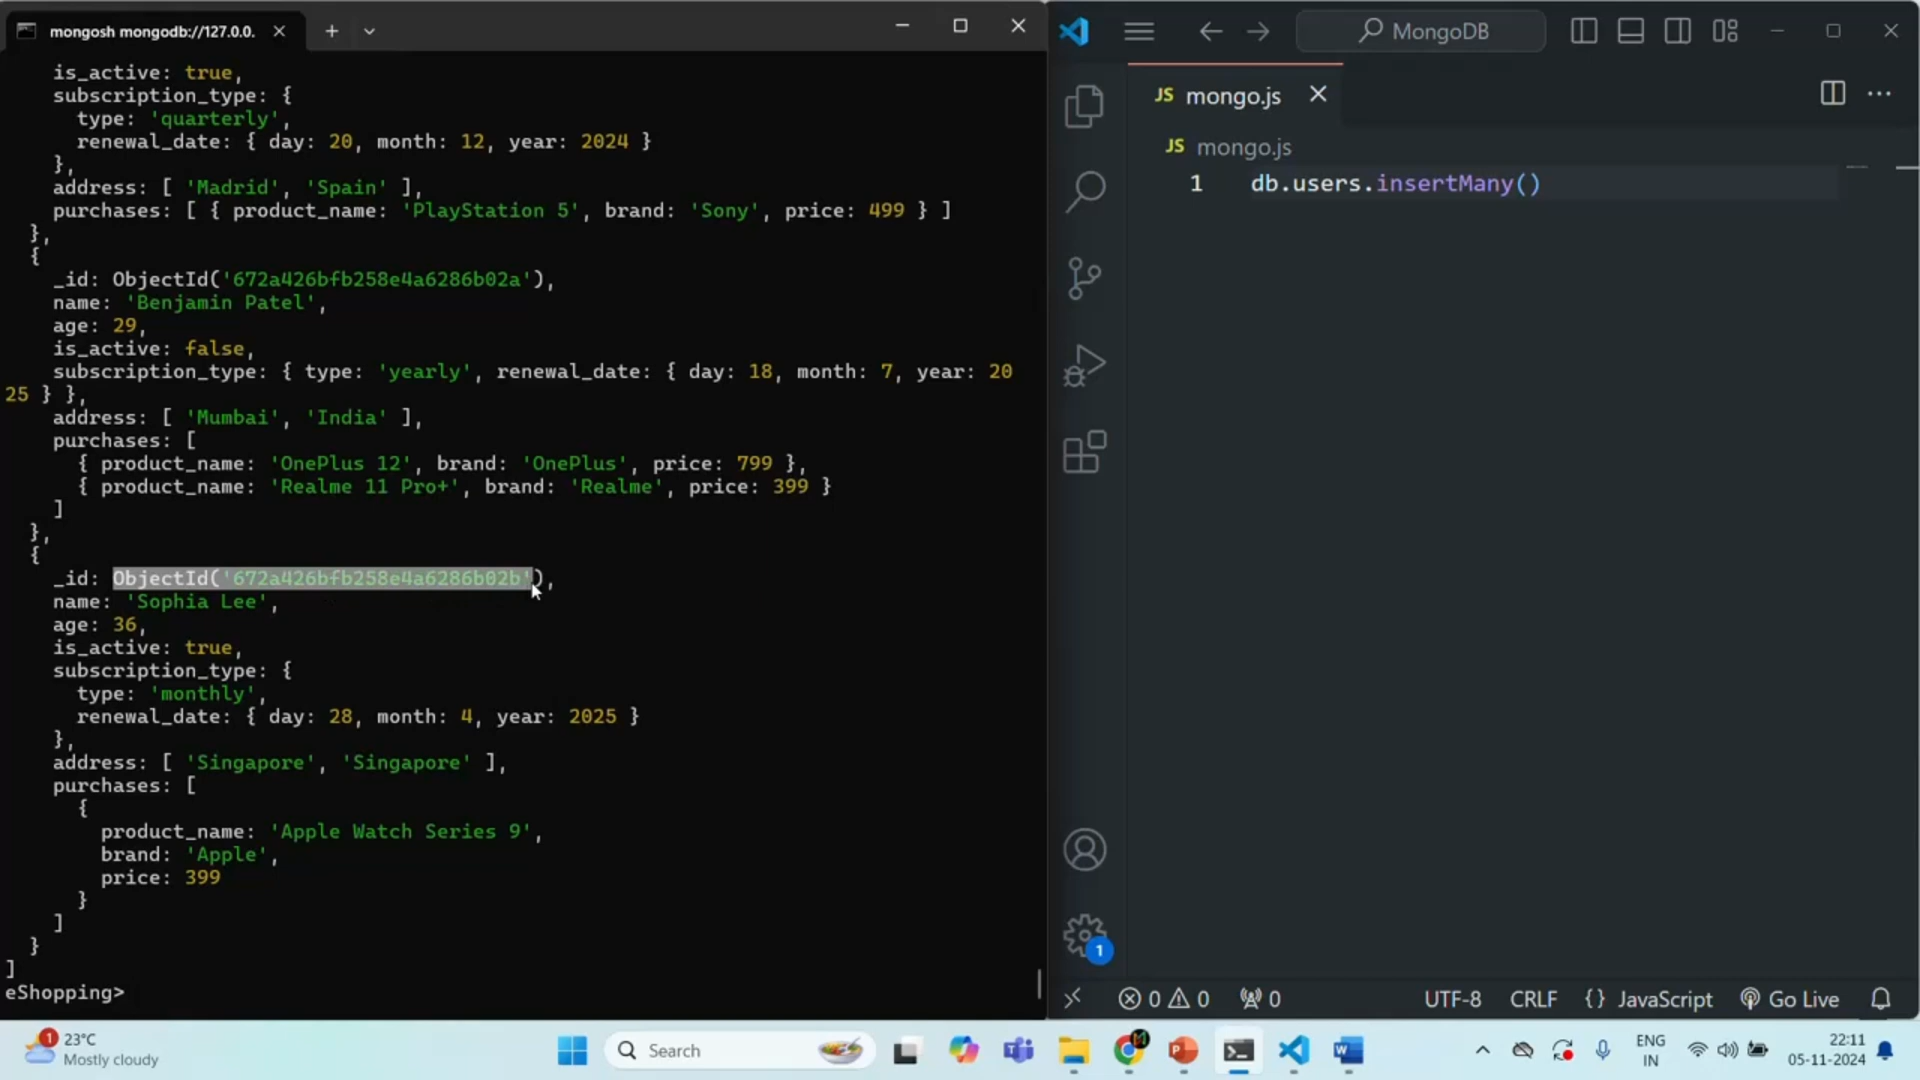 mongosh mongodb://127.0.0.
is_active: true,
subscription_type: {
type: 'quarterly',
renewal_date: { day: 20, month: 12, year: 2024 }
},
address: [ 'Madrid', 'Spain' ],
purchases: [ { product_name: 'PlayStation 5', brand: 'Sony', price: 499 } ]
},
{
_id: ObjectId('672a426bfb258e4a6286b02a'),
name: 'Benjamin Patel',
age: 29,
is_active: false,
subscription_type: { type: 'yearly', renewal_date: { day: 18, month: 7, year: 20
25 } },
address: [ 'Mumbai', 'India' ],
purchases: [
{ product_name: 'OnePlus 12', brand: 'OnePlus', price: 799 },
{ product_name: 'Realme 11 Pro+', brand: 'Realme', price: 399 }
]
},
{
_id: ObjectId('672a426bfb258e4a6286b02b'),
name: 'Sophia Lee',
age: 36,
is_active: true,
subscription_type: {
type: 'monthly',
renewal_date: { day: 28, month: 4, year: 2025 }
},
address: [ 'Singapore', 'Singapore' ],
purchases: [
{
product_name: 'Apple Watch Series 9',
brand: 'Apple',
price: 399
}
]
}
]
eShopping>
MongoDB
JS mongo.js
JS mongo.js
1 db.users.insertMany()
1
0 0 0 UTF-8 CRLF {} JavaScript Go Live
1 23°C
Mostly cloudy
Search
ENG
IN
22:11
05-11-2024